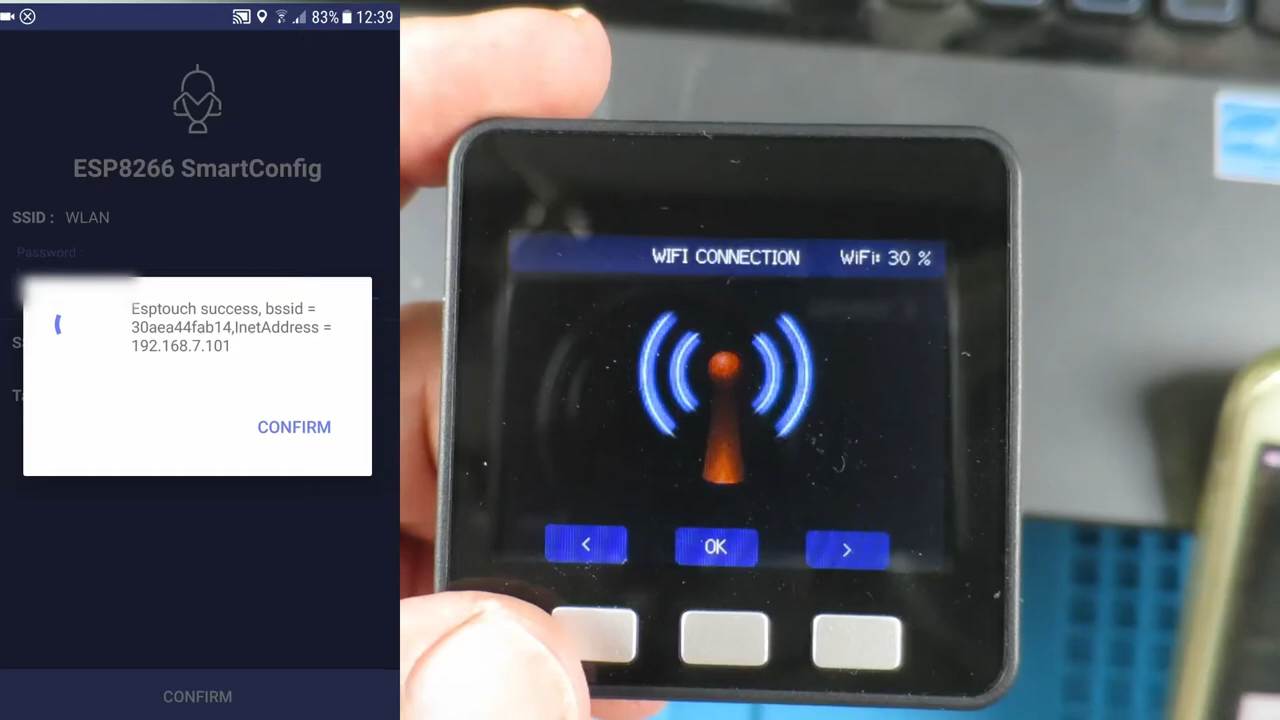 83% 12:39
ESP8266 SmartConfig
SSID : WLAN
Password :
Esptouch success, bssid =
30aea44fab14,InetAddress =
192.168.7.101
CONFIRM
CONFIRM
WIFI CONNECTION WiFi: 30 %
< OK >